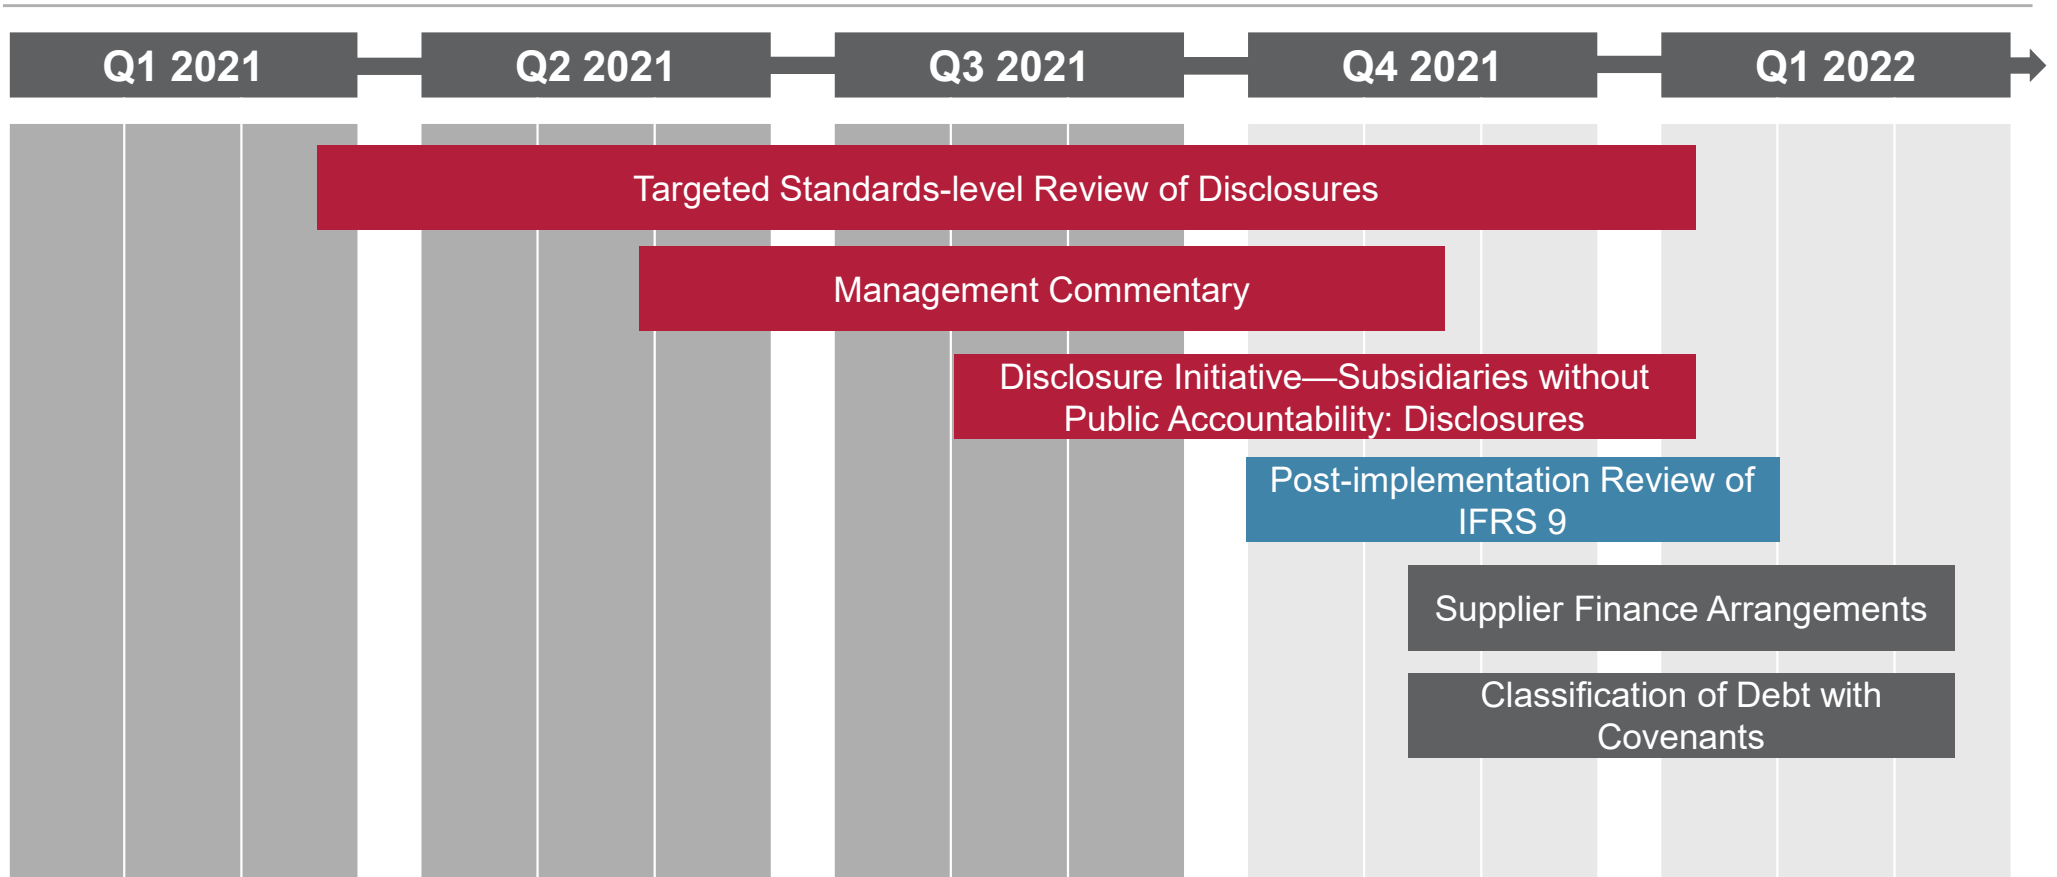 Q1 2021
Q2 2021
Q3 2021
Q4 2021
Q1 2022
Targeted Standards-level Review of Disclosures
Management Commentary
Disclosure Initiative—Subsidiaries without
Public Accountability: Disclosures
Post-implementation Review of
IFRS 9
Supplier Finance Arrangements
Classification of Debt with
Covenants